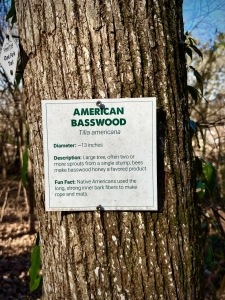 AMERICAN
BASSWOOD
Tilia americana
Diameter: ~13 inches
Description: Large tree, often two or
more sprouts from a single stump; bees
make basswood honey a favored product
Fun Fact: Native Americans used the
long, strong inner bark fibers to make
rope and mats.